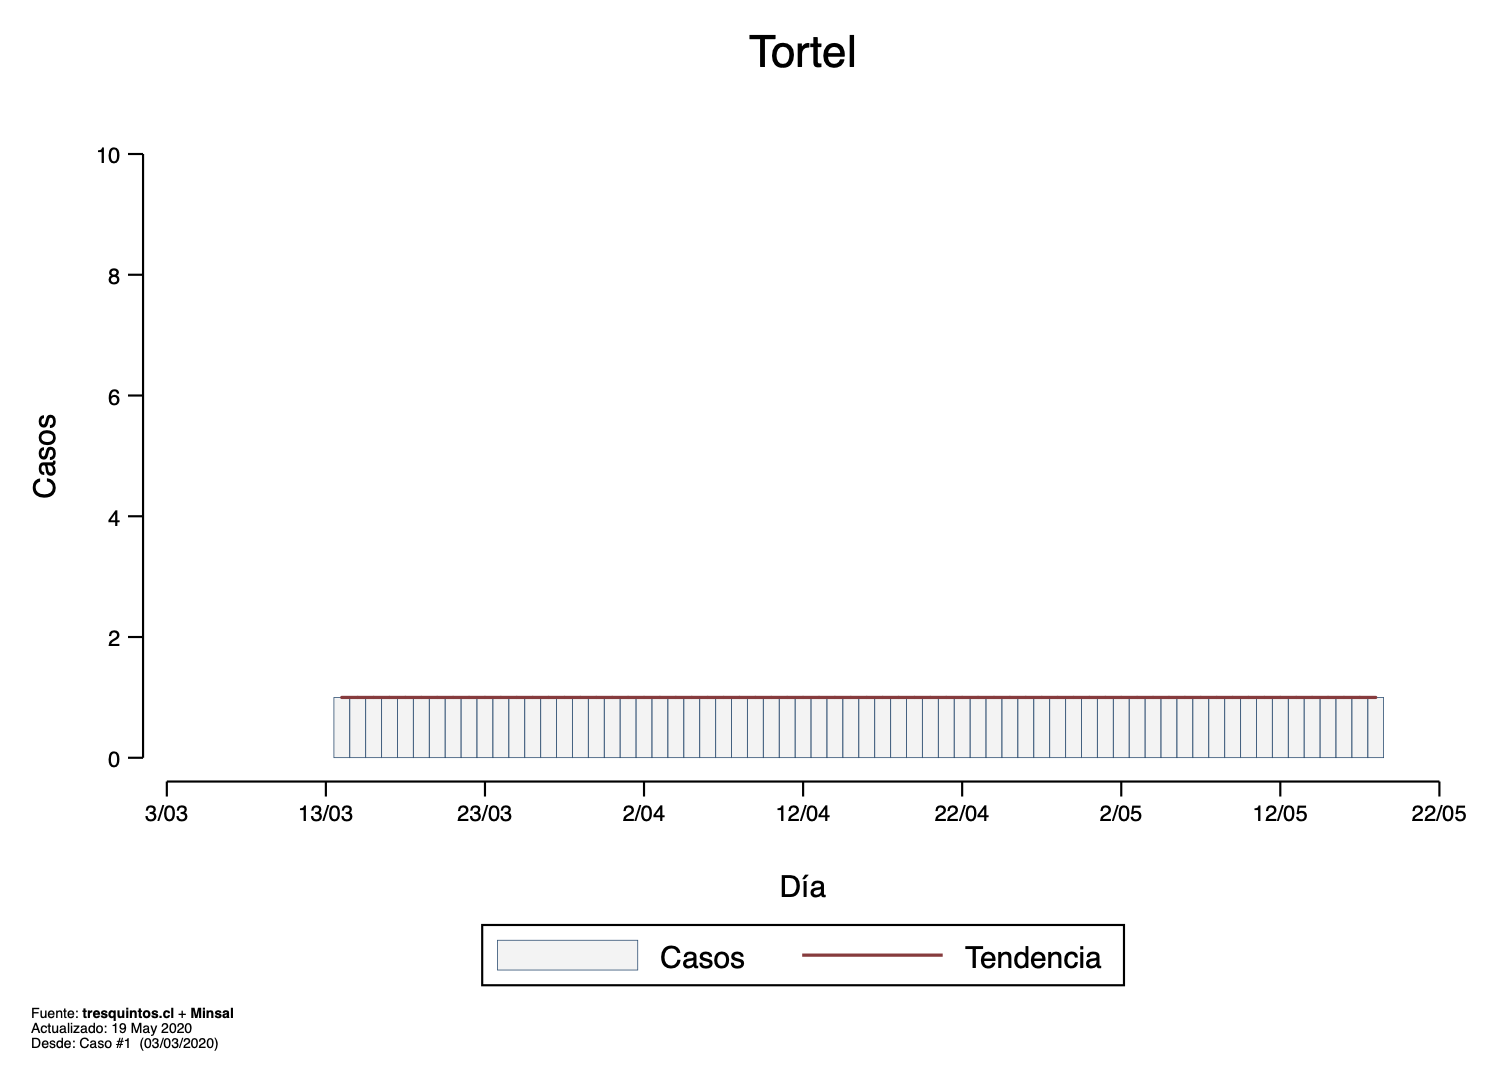 Tortel
10
8
6
4
2
0
Casos
3/03 13/03 23/03 2/04 12/04 22/04 2/05 12/05 22/05
Día
Casos Tendencia
Fuente: tresquintos.cl + Minsal
Actualizado: 19 May 2020
Desde: Caso #1 (03/03/2020)